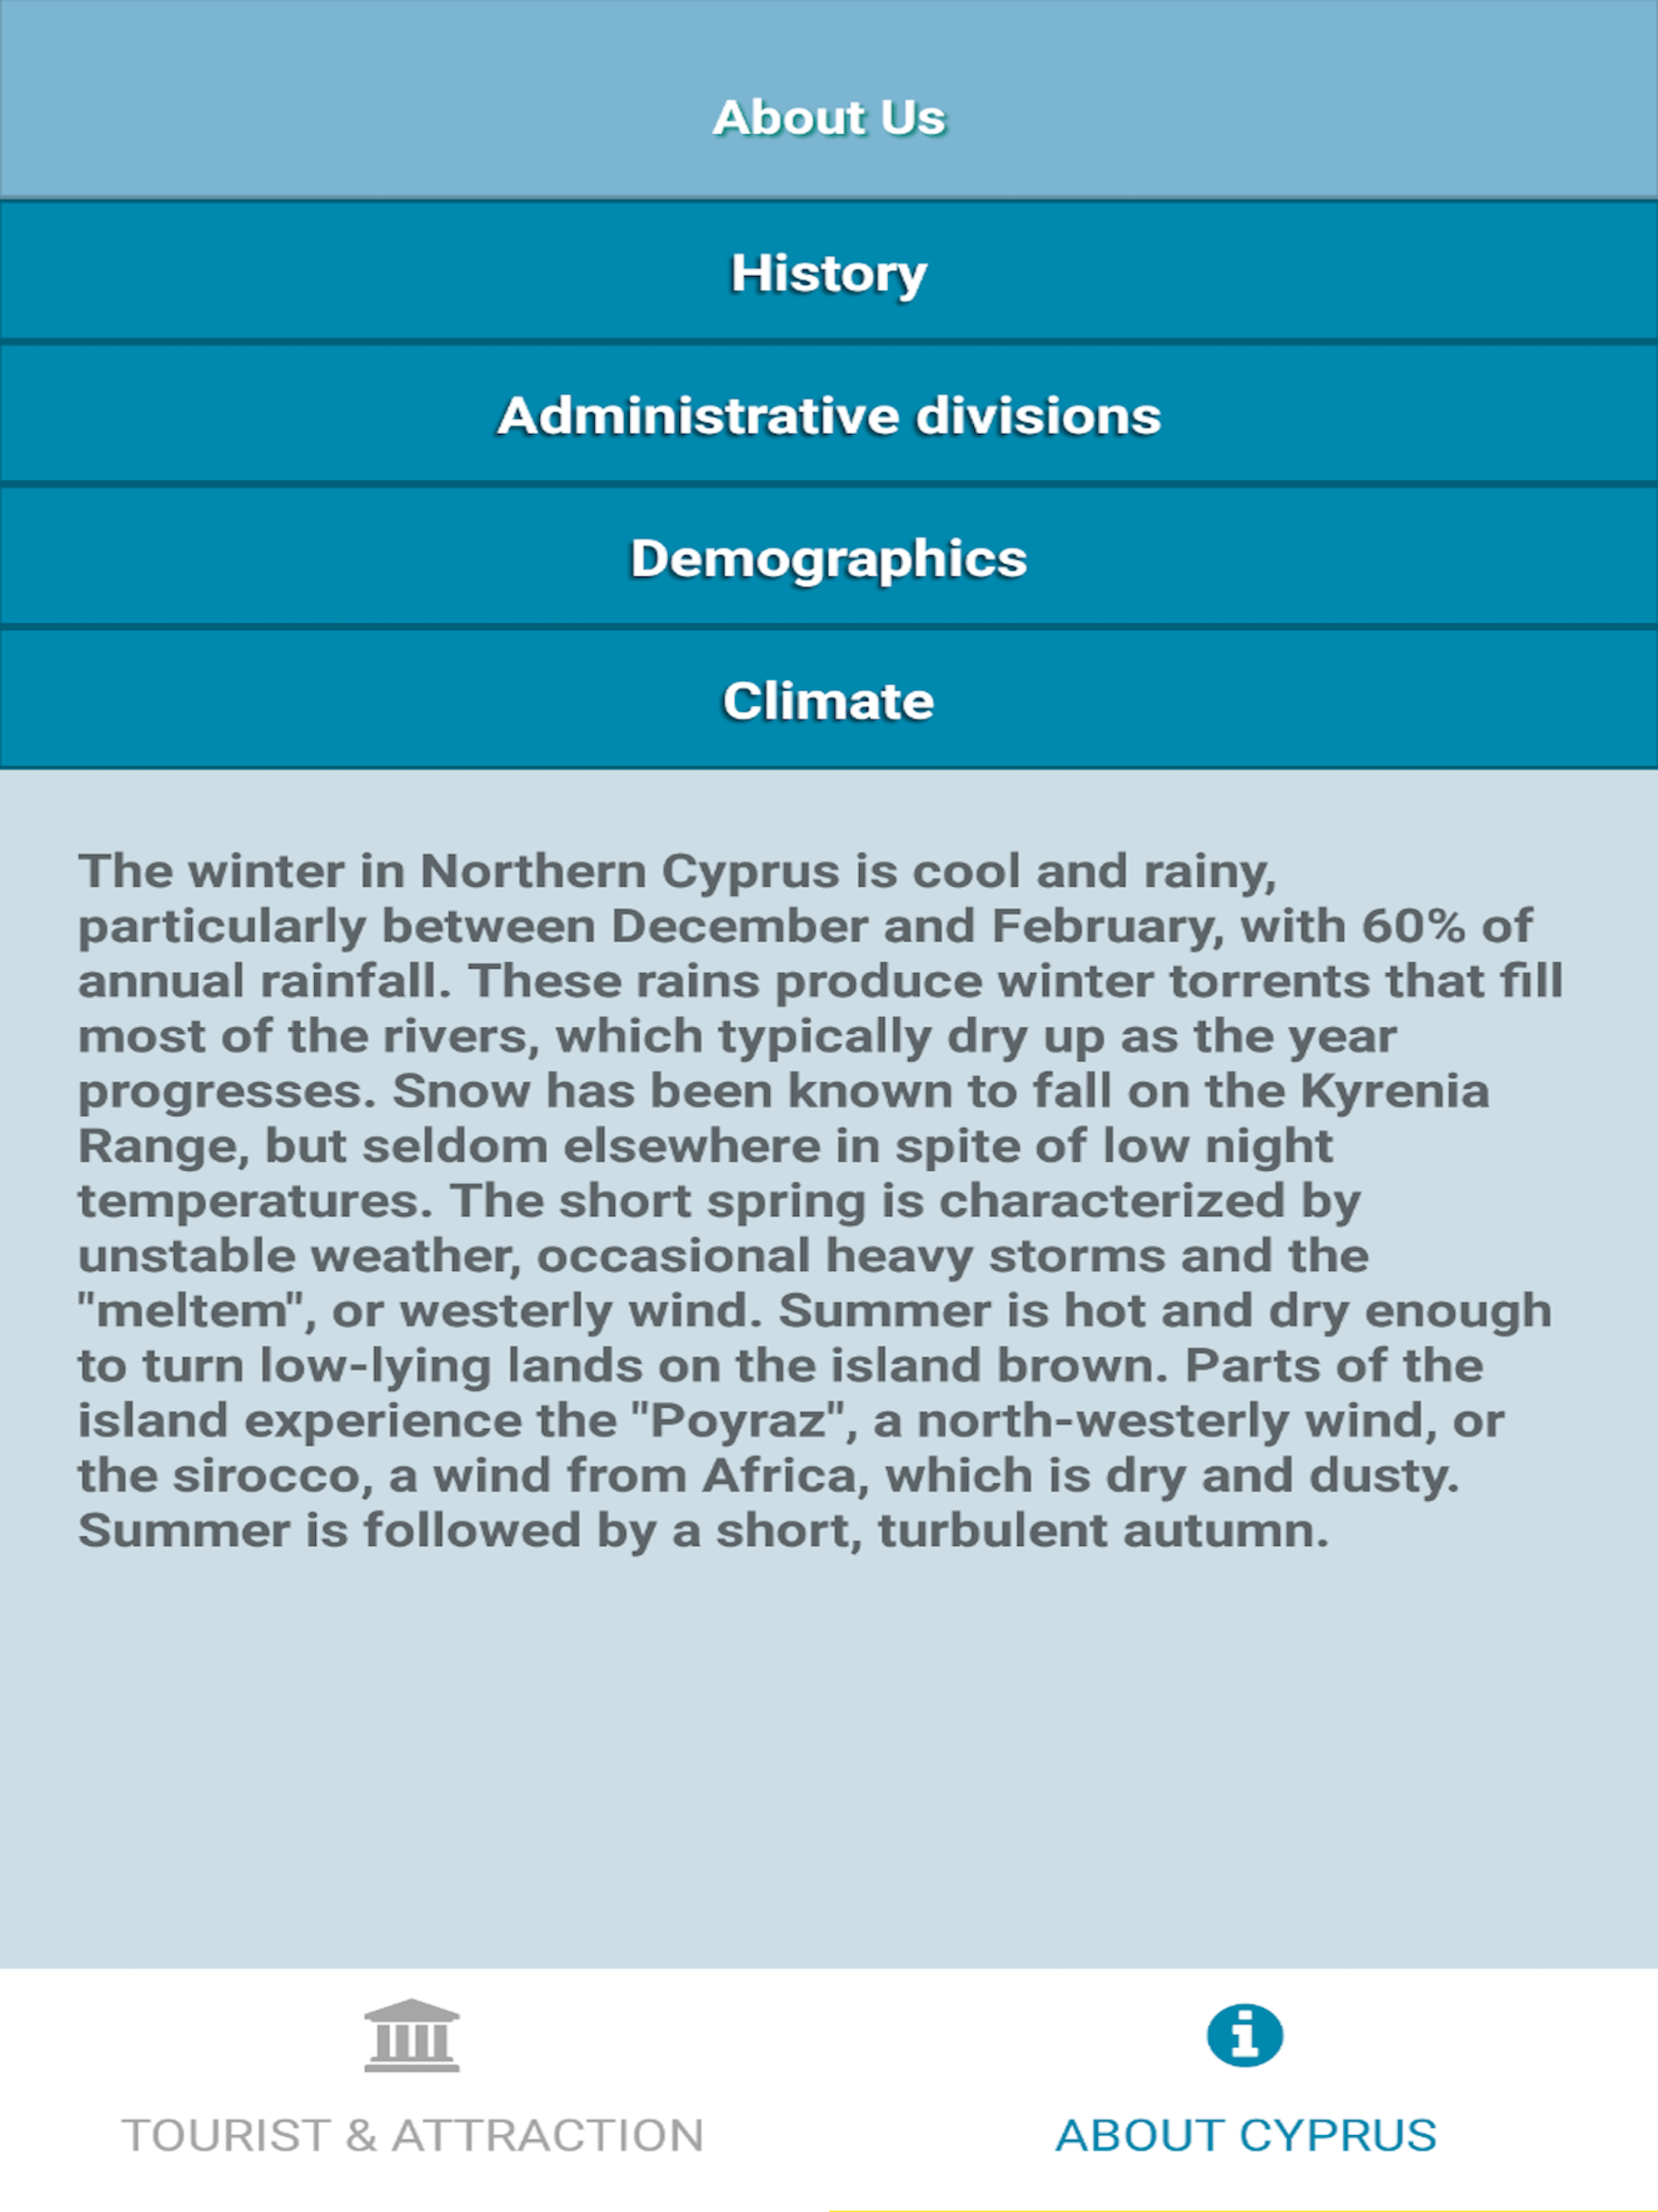 About Us
History
Administrative divisions
Demographics
Climate
The winter in Northern Cyprus is cool and rainy,
particularly between December and February, with 60% of
annual rainfall. These rains produce winter torrents that fill
most of the rivers, which typically dry up as the year
progresses. Snow has been known to fall on the Kyrenia
Range, but seldom elsewhere in spite of low night
temperatures. The short spring is characterized by
unstable weather, occasional heavy storms and the
"meltem", or westerly wind. Summer is hot and dry enough
to turn low-lying lands on the island brown. Parts of the
island experience the "Poyraz", a north-westerly wind, or
the sirocco, a wind from Africa, which is dry and dusty.
Summer is followed by a short, turbulent autumn.
TOURIST & ATTRACTION
ABOUT CYPRUS